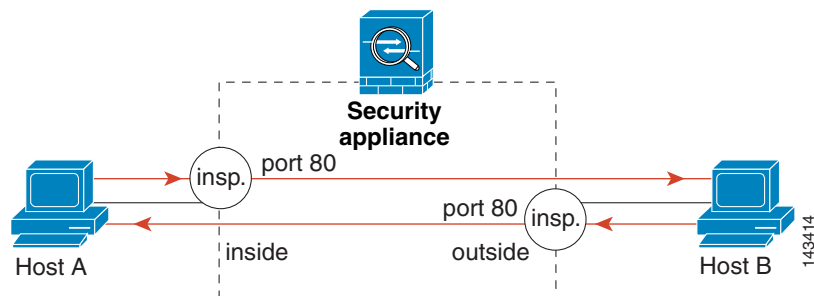 Security
appliance
insp.
port 80
port 80
insp.
inside
outside
Host A
Host B
143414